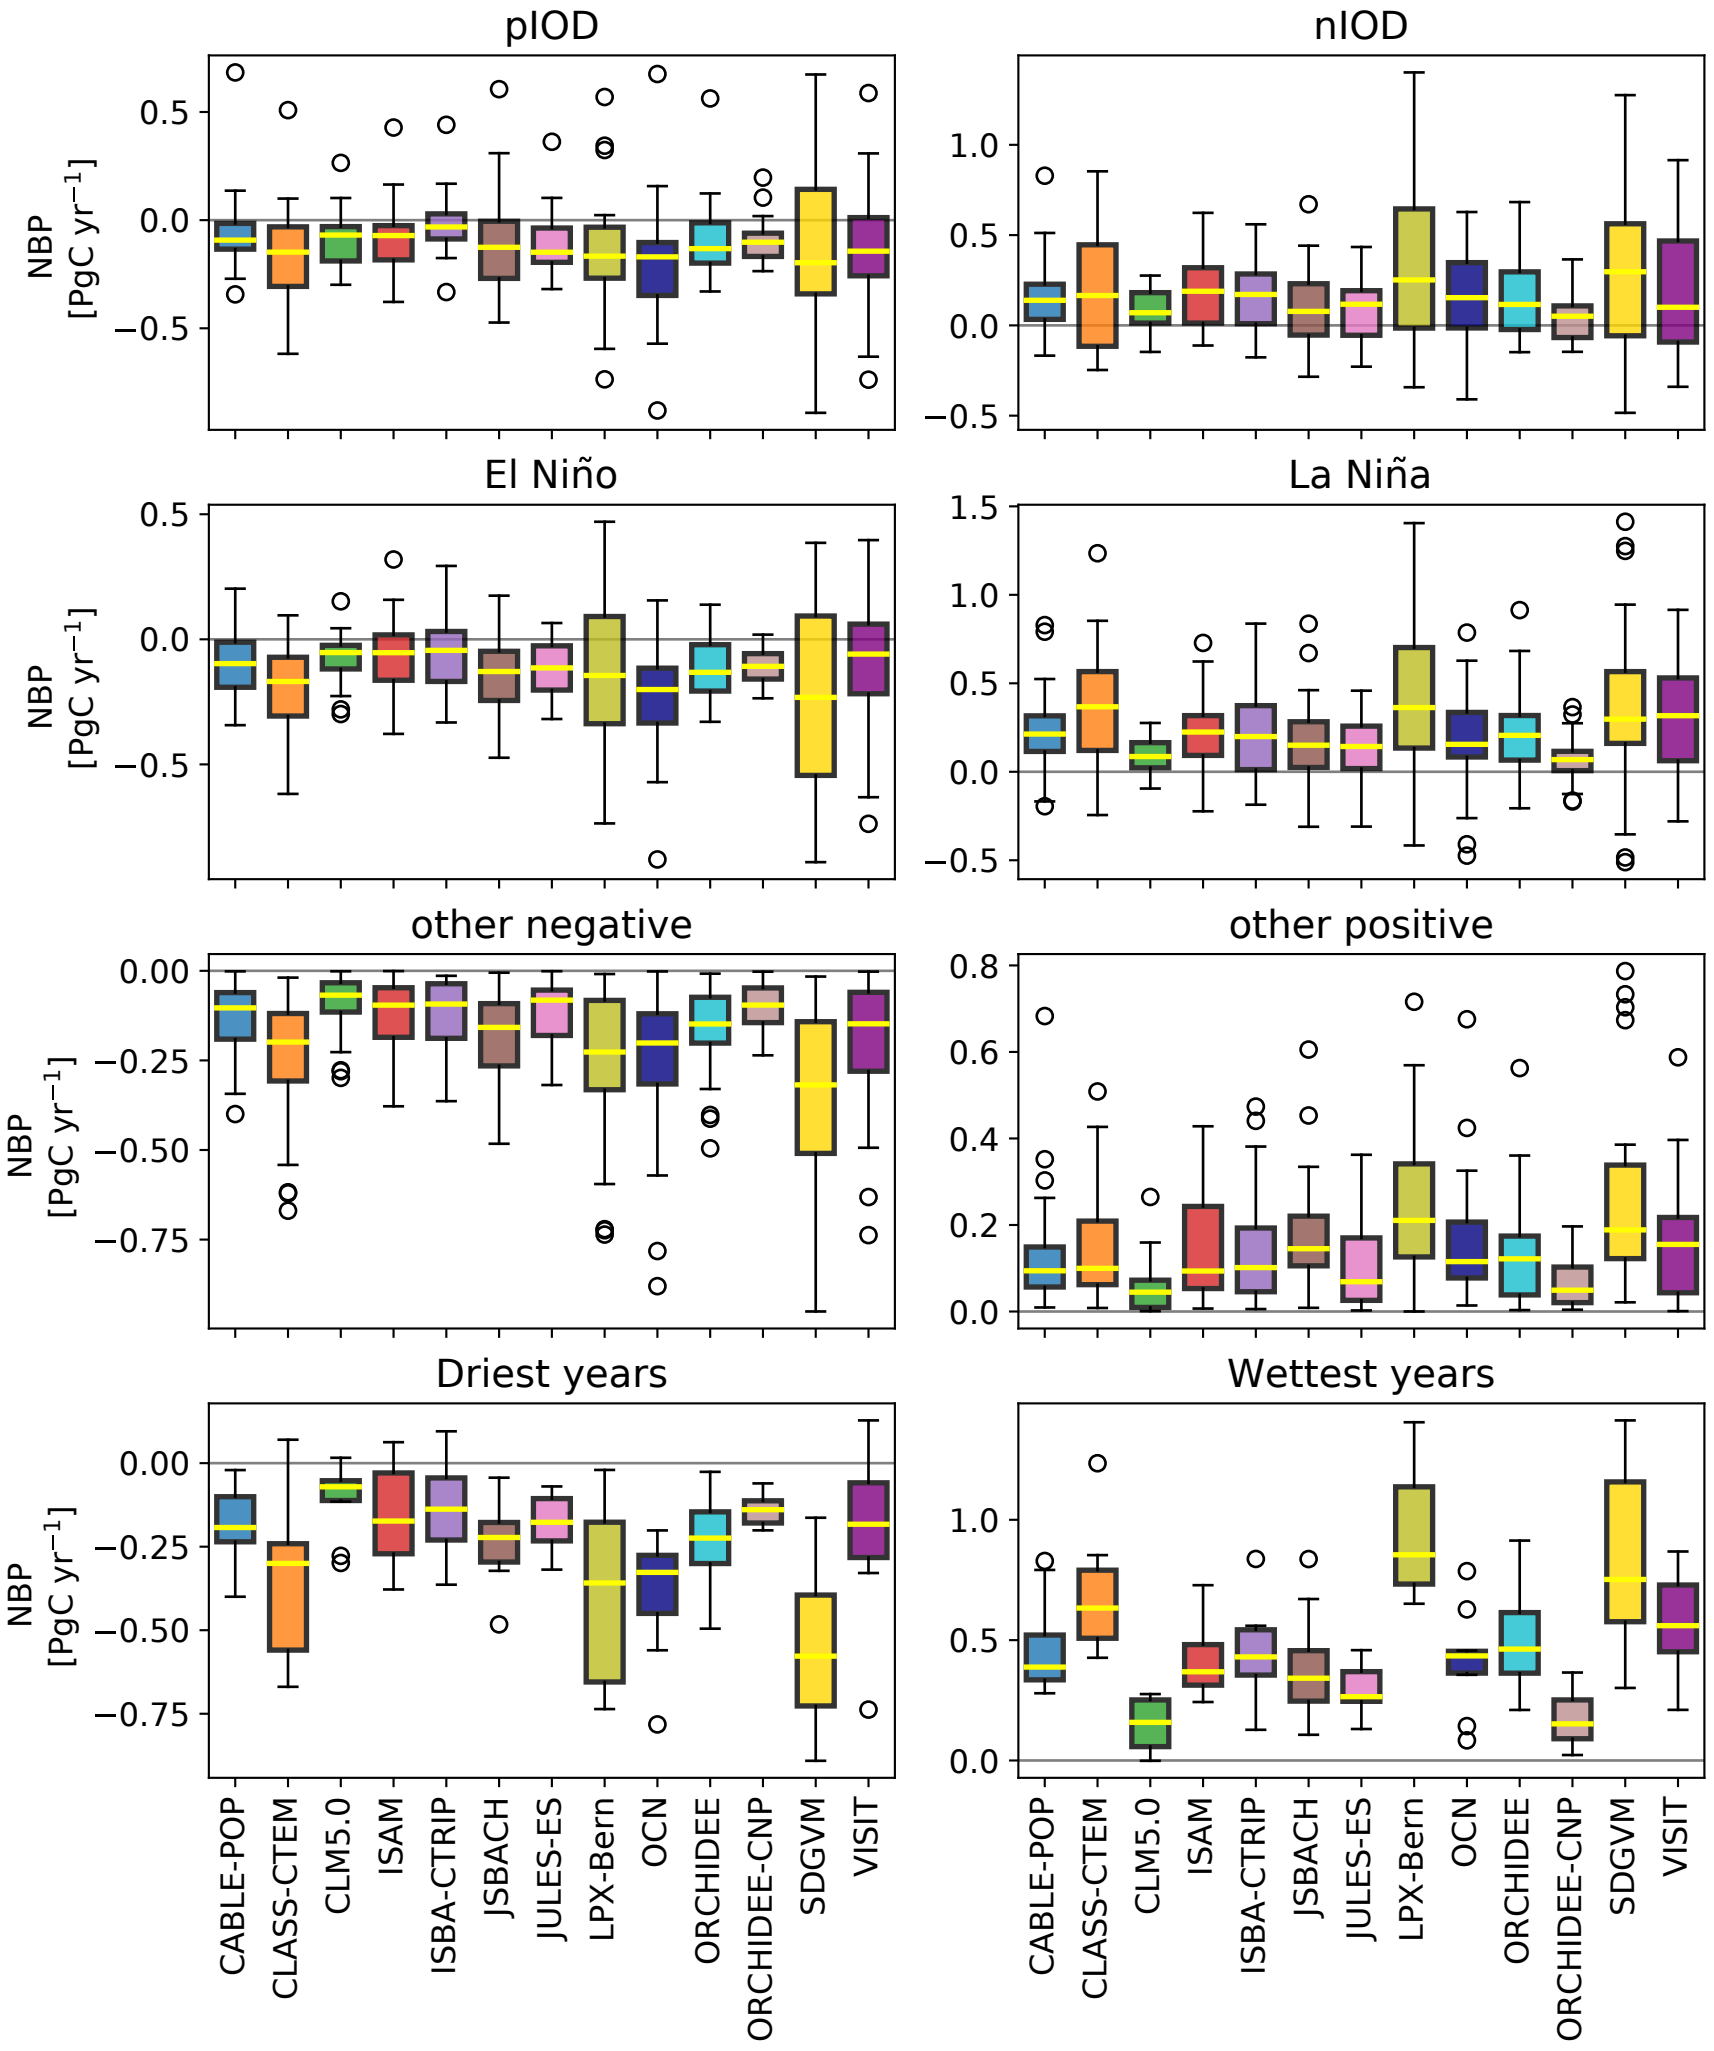 pIOD
nIOD
NBP
[PgC yr⁻¹]
0.5
0.0
−0.5
1.0
0.5
0.0
−0.5
El Niño
La Niña
NBP
[PgC yr⁻¹]
0.5
0.0
−0.5
1.5
1.0
0.5
0.0
−0.5
other negative
other positive
NBP
[PgC yr⁻¹]
0.00
−0.25
−0.50
−0.75
0.8
0.6
0.4
0.2
0.0
Driest years
Wettest years
NBP
[PgC yr⁻¹]
0.00
−0.25
−0.50
−0.75
1.0
0.5
0.0
CABLE-POP
CLASS-CTEM
CLM5.0
ISAM
ISBA-CTRIP
JSBACH
JULES-ES
LPX-Bern
OCN
ORCHIDEE
ORCHIDEE-CNP
SDGVM
VISIT
CABLE-POP
CLASS-CTEM
CLM5.0
ISAM
ISBA-CTRIP
JSBACH
JULES-ES
LPX-Bern
OCN
ORCHIDEE
ORCHIDEE-CNP
SDGVM
VISIT